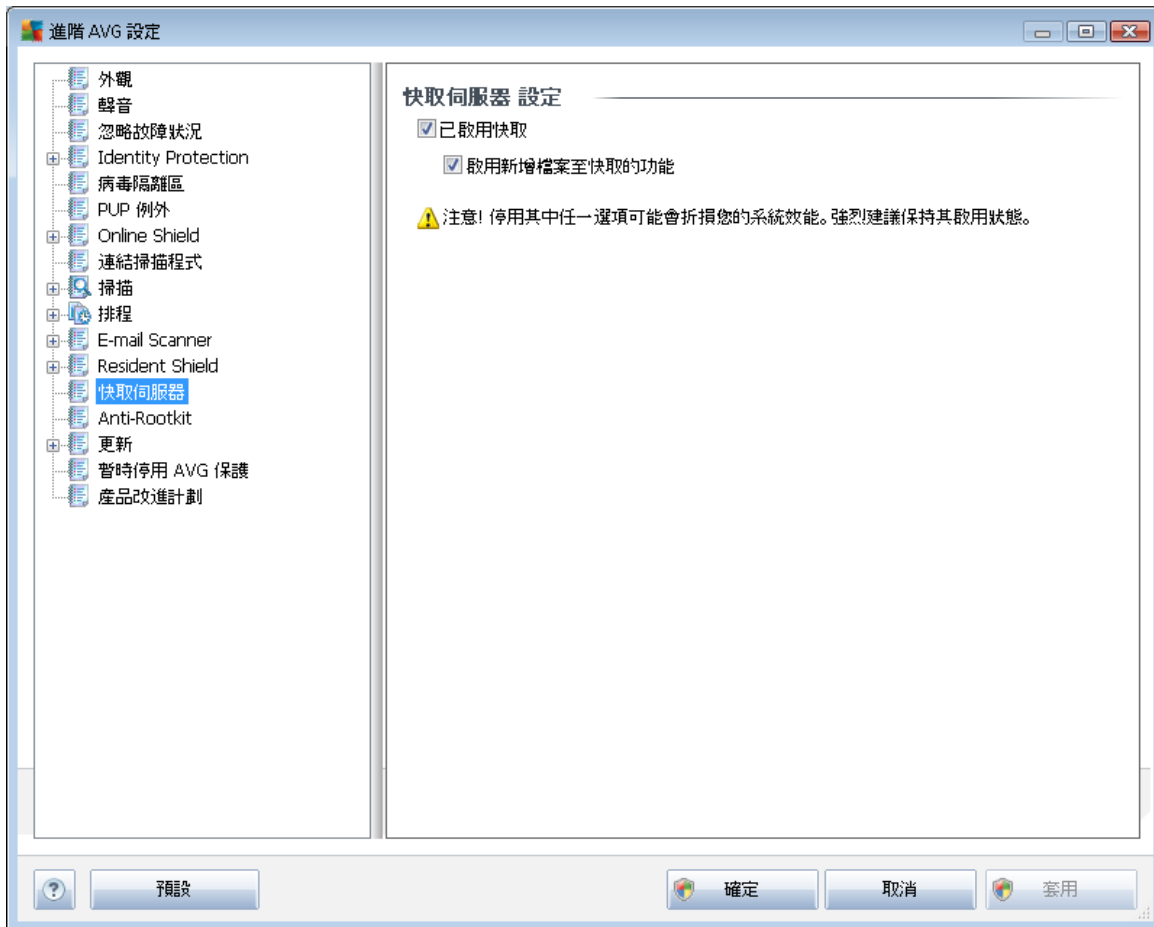 進階 AVG 設定
外觀
聲音
忽略故障狀況
Identity Protection
病毒隔離區
PUP 例外
Online Shield
連結掃描程式
掃描
排程
E-mail Scanner
Resident Shield
快取伺服器
Anti-Rootkit
更新
暫時停用 AVG 保護
產品改進計劃
快取伺服器 設定
已啟用快取
啟用新增檔案至快取的功能
注意! 停用其中任一選項可能會折損您的系統效能。強烈建議保持其啟用狀態。
?
預設
確定
取消
套用